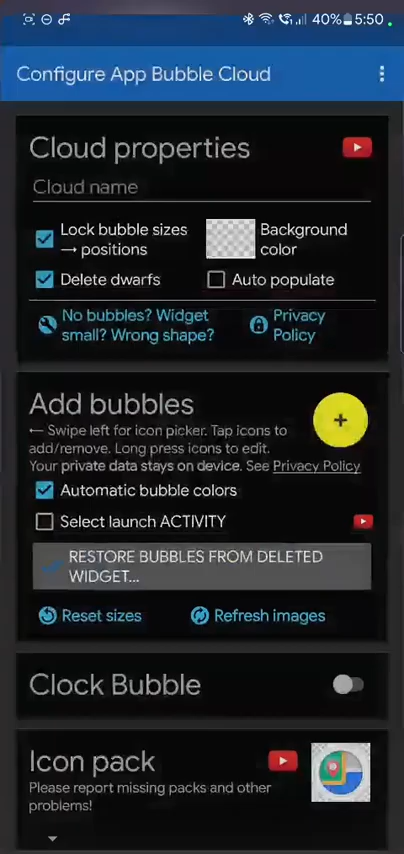 40% 5:50
Configure App Bubble Cloud
Cloud properties
Cloud name
Lock bubble sizes
→ positions
Background
color
Delete dwarfs
Auto populate
No bubbles? Widget
small? Wrong shape?
Privacy
Policy
Add bubbles
← Swipe left for icon picker. Tap icons to
add/remove. Long press icons to edit.
Your private data stays on device. See Privacy Policy
+
Automatic bubble colors
Select launch ACTIVITY
RESTORE BUBBLES FROM DELETED
WIDGET...
Reset sizes
Refresh images
Clock Bubble
Icon pack
Please report missing packs and other
problems!